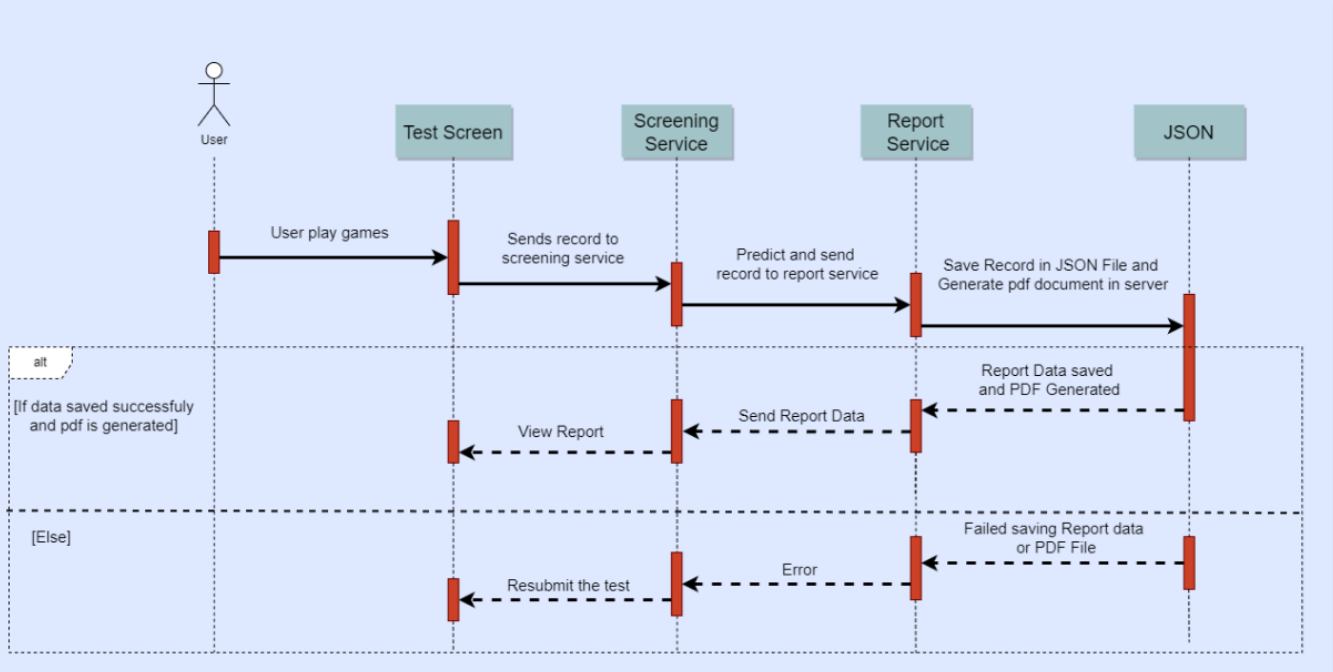 User
Test Screen
Screening
Service
Report
Service
JSON
User play games
Sends record to
screening service
Predict and send
record to report service
Save Record in JSON File and
Generate pdf document in server
alt
[If data saved successfuly
and pdf is generated]
Report Data saved
and PDF Generated
Send Report Data
View Report
[Else]
Failed saving Report data
or PDF File
Error
Resubmit the test